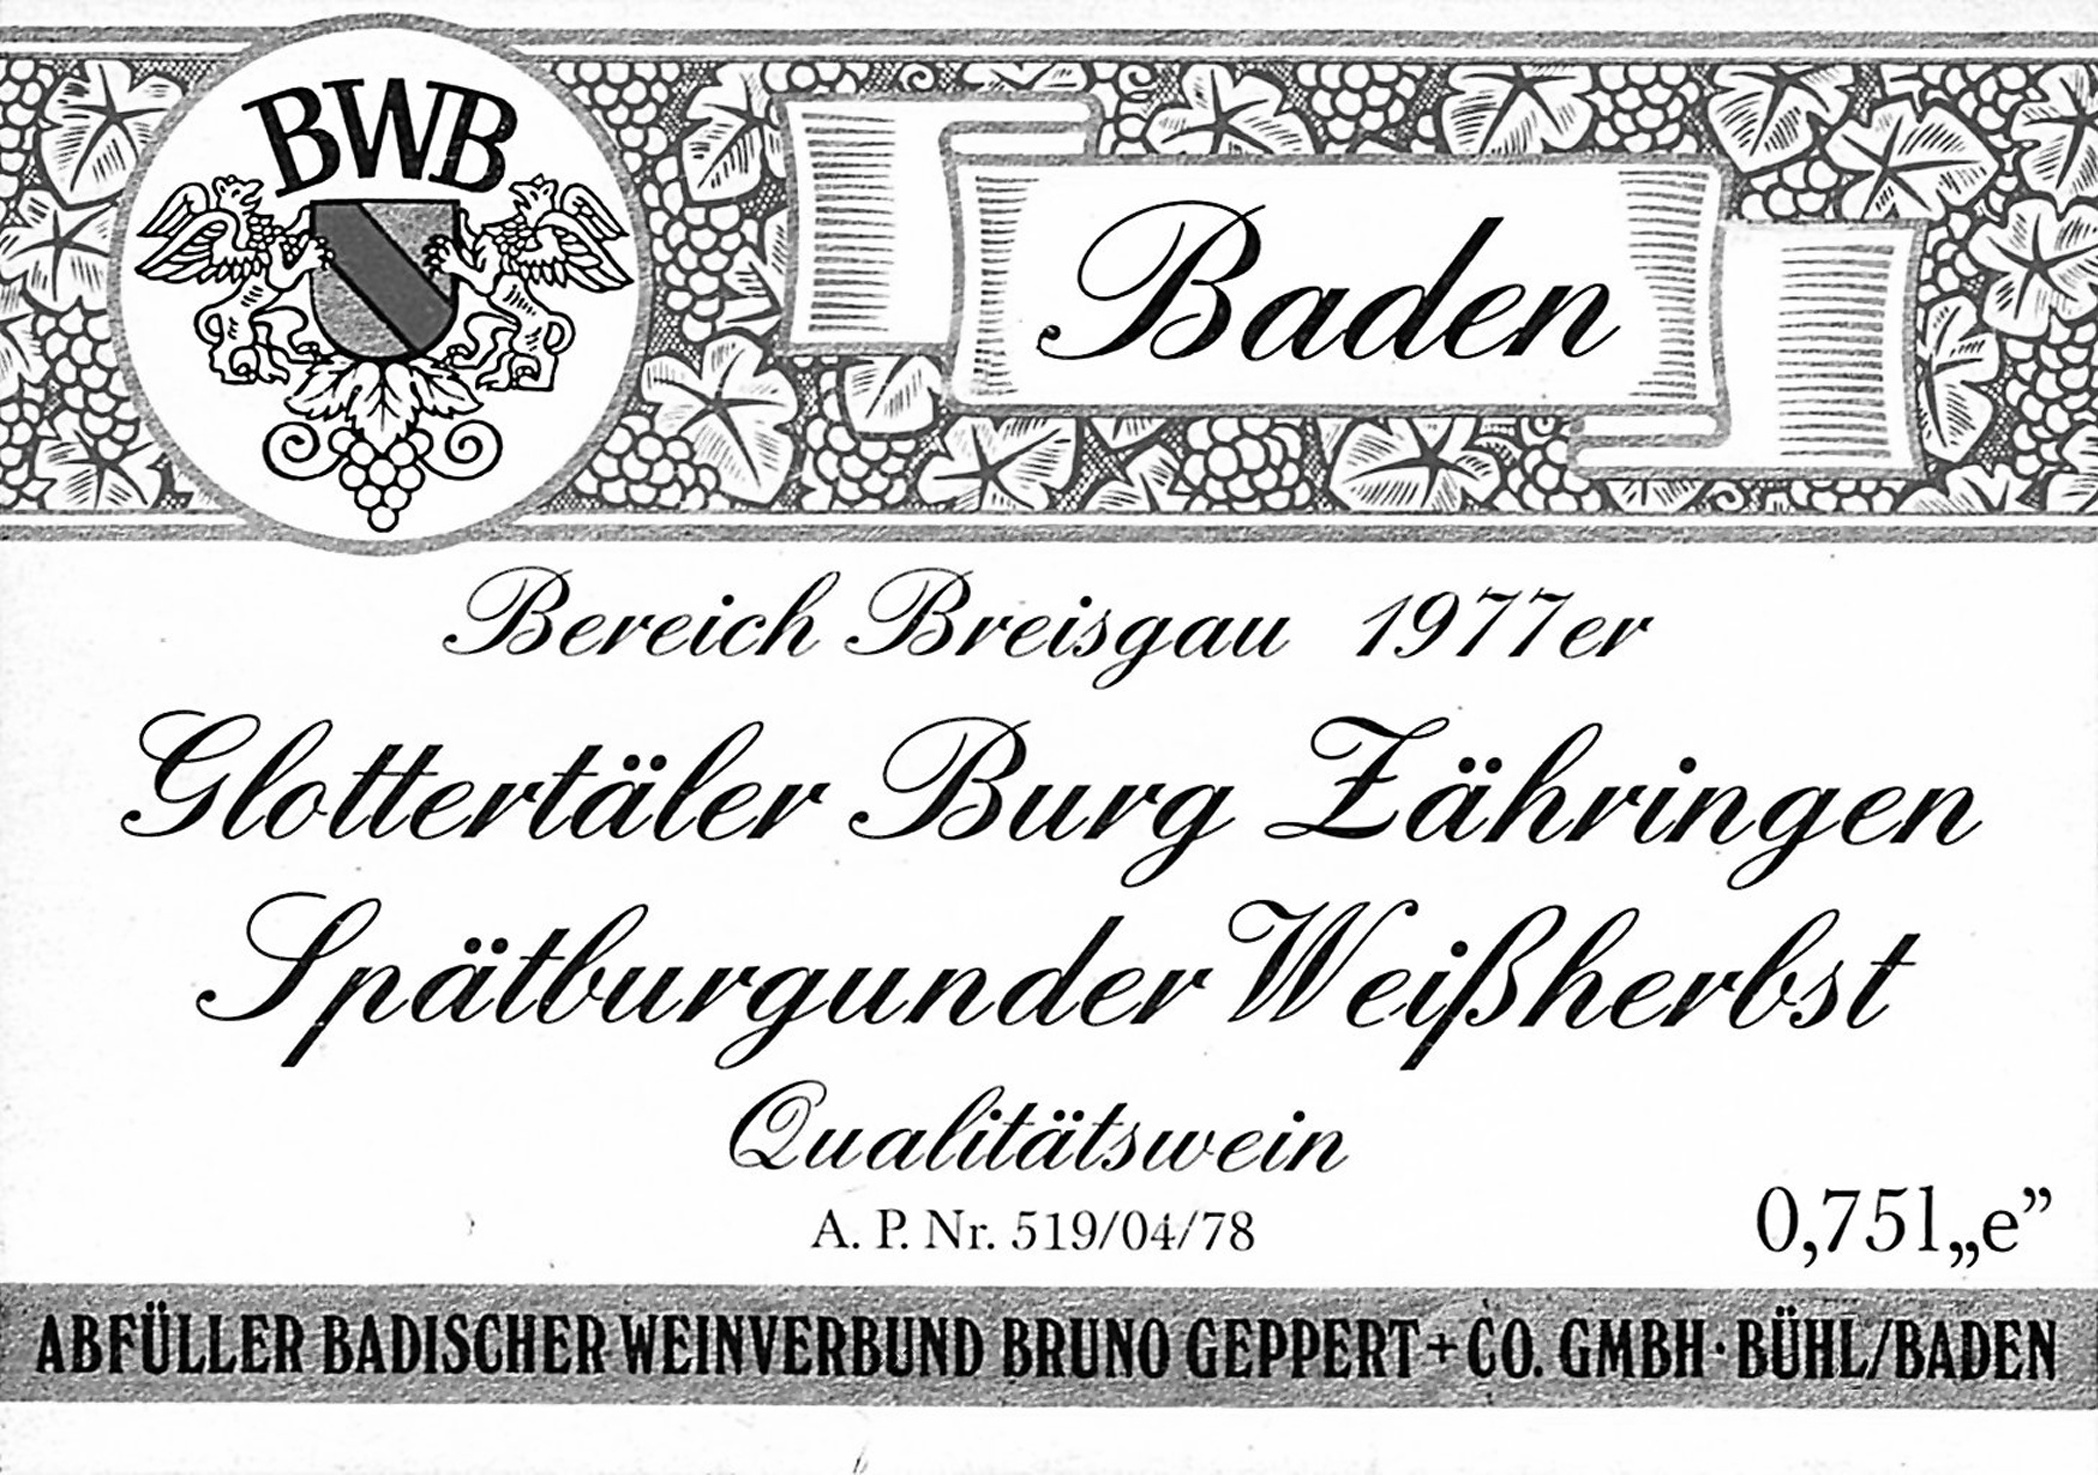 BWB
Baden
Bereich Breisgau 1977er
Glottertäler Burg Zähringen
Spätburgunder Weißherbst
Qualitätswein
A. P. Nr. 519/04/78
0,75l„e”
ABFÜLLER BADISCHER WEINVERBUND BRUNO GEPPERT + CO. GMBH · BÜHL/BADEN